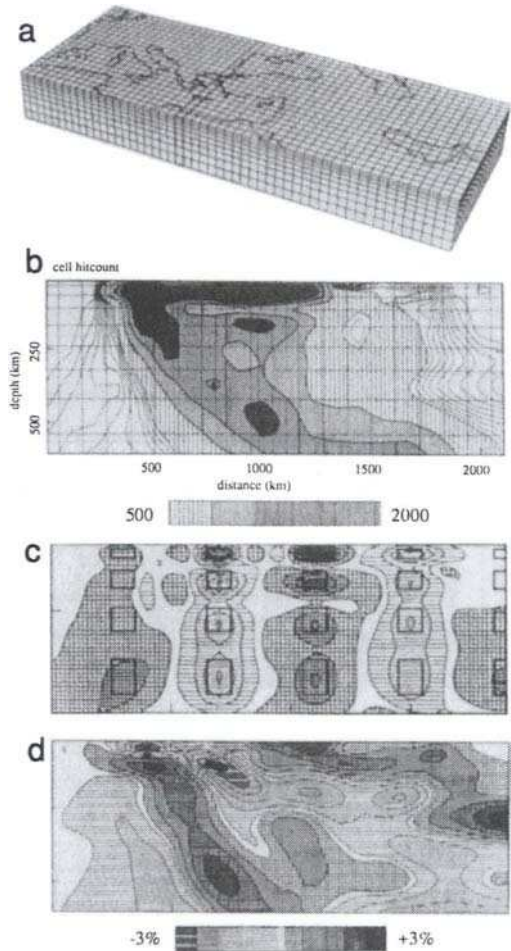 a
b
cell hitcount
depth (km)
250
500
500
1000
1500
2000
distance (km)
500
2000
c
d
-3%
+3%